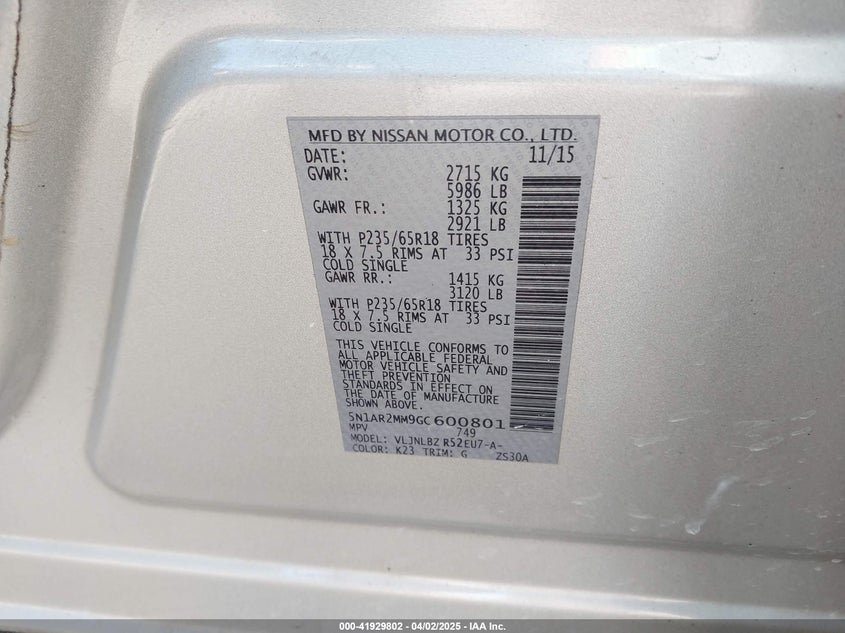 MFD BY NISSAN MOTOR CO., LTD.
DATE: 11/15
GVWR: 2715 KG
5986 LB
GAWR FR.: 1325 KG
2921 LB
WITH P235/65R18 TIRES
18 X 7.5 RIMS AT 33 PSI
COLD SINGLE
GAWR RR.: 1415 KG
3120 LB
WITH P235/65R18 TIRES
18 X 7.5 RIMS AT 33 PSI
COLD SINGLE
THIS VEHICLE CONFORMS TO
ALL APPLICABLE FEDERAL
MOTOR VEHICLE SAFETY AND
THEFT PREVENTION
STANDARDS IN EFFECT ON
THE DATE OF MANUFACTURE
SHOWN ABOVE.
5N1AR2MM9GC600801
MPV 749
MODEL: VLJNLBZ R52EU7-A-
COLOR: K23 TRIM: G ZS30A
000-41929802 - 04/02/2025 - IAA Inc.